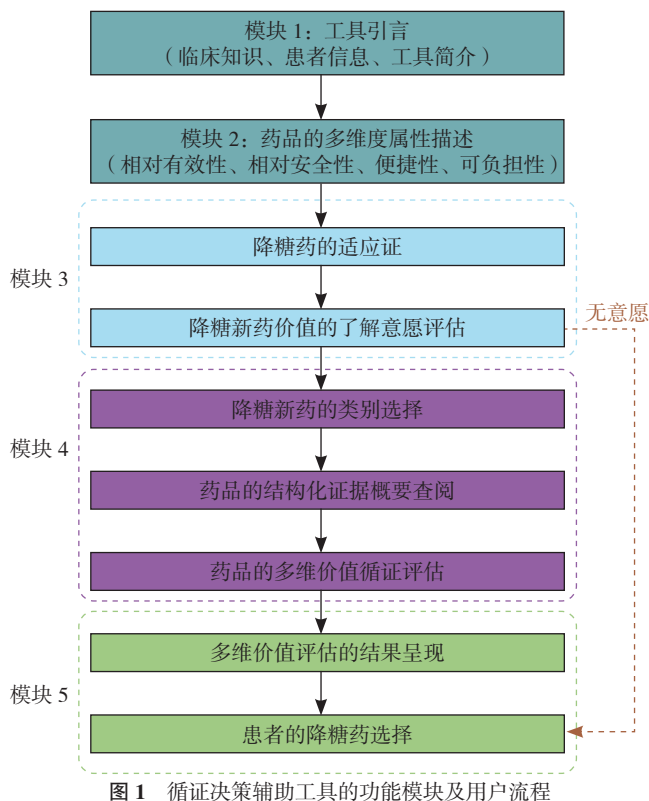 模块 1：工具引言
（临床知识、患者信息、工具简介）
模块 2：药品的多维度属性描述
（相对有效性、相对安全性、便捷性、可负担性）
模块 3
降糖药的适应证
降糖新药价值的了解意愿评估
无意愿
模块 4
降糖新药的类别选择
药品的结构化证据概要查阅
药品的多维价值循证评估
模块 5
多维价值评估的结果呈现
患者的降糖药选择
图 1 循证决策辅助工具的功能模块及用户流程